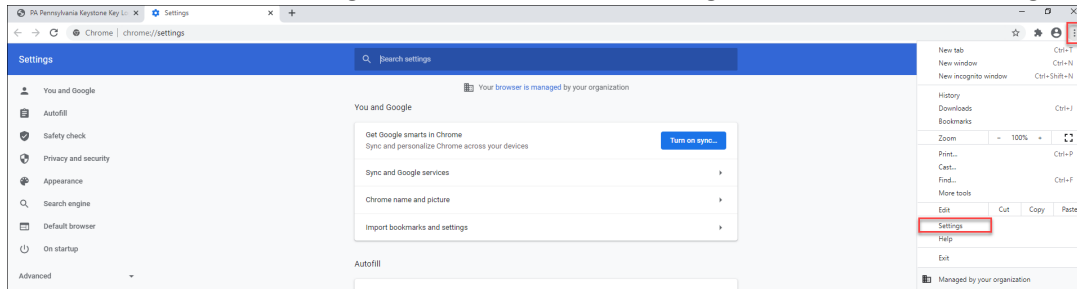 PA Pennsylvania Keystone Key Lo
Settings
Chrome | chrome://settings
Settings
Search settings
New tab Ctrl+T
New window Ctrl+N
New incognito window Ctrl+Shift+N
History
Downloads Ctrl+J
Bookmarks
Zoom - 100% +
Print... Ctrl+P
Cast...
Find... Ctrl+F
More tools
Edit Cut Copy Paste
Settings
Help
Exit
Managed by your organization
You and Google
Autofill
Safety check
Privacy and security
Appearance
Search engine
Default browser
On startup
Advanced
Your browser is managed by your organization
You and Google
Get Google smarts in Chrome
Sync and personalize Chrome across your devices
Turn on sync...
Sync and Google services
Chrome name and picture
Import bookmarks and settings
Autofill